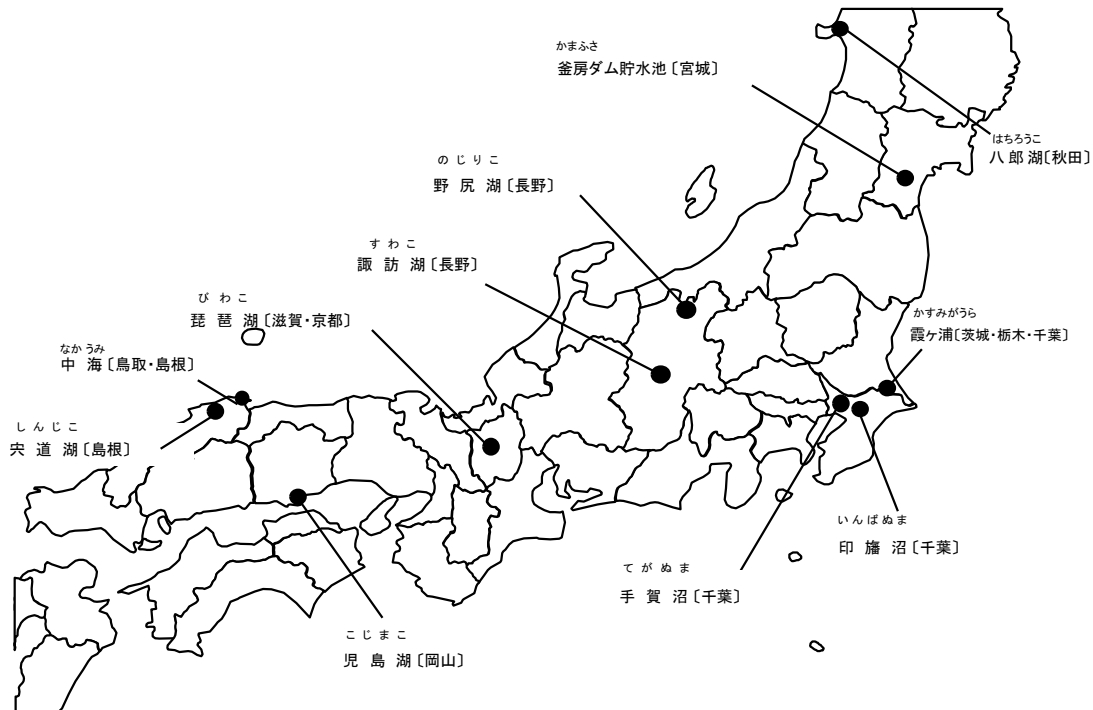 かまふさ
釜房ダム貯水池〔宮城〕
はちろうこ
八郎湖〔秋田〕
のじりこ
野尻湖〔長野〕
すわこ
諏訪湖〔長野〕
びわこ
琵琶湖〔滋賀・京都〕
なかうみ
中海〔鳥取・島根〕
しんじこ
宍道湖〔島根〕
かすみがうら
霞ヶ浦〔茨城・栃木・千葉〕
いんばぬま
印旛沼〔千葉〕
てがぬま
手賀沼〔千葉〕
こじまこ
児島湖〔岡山〕